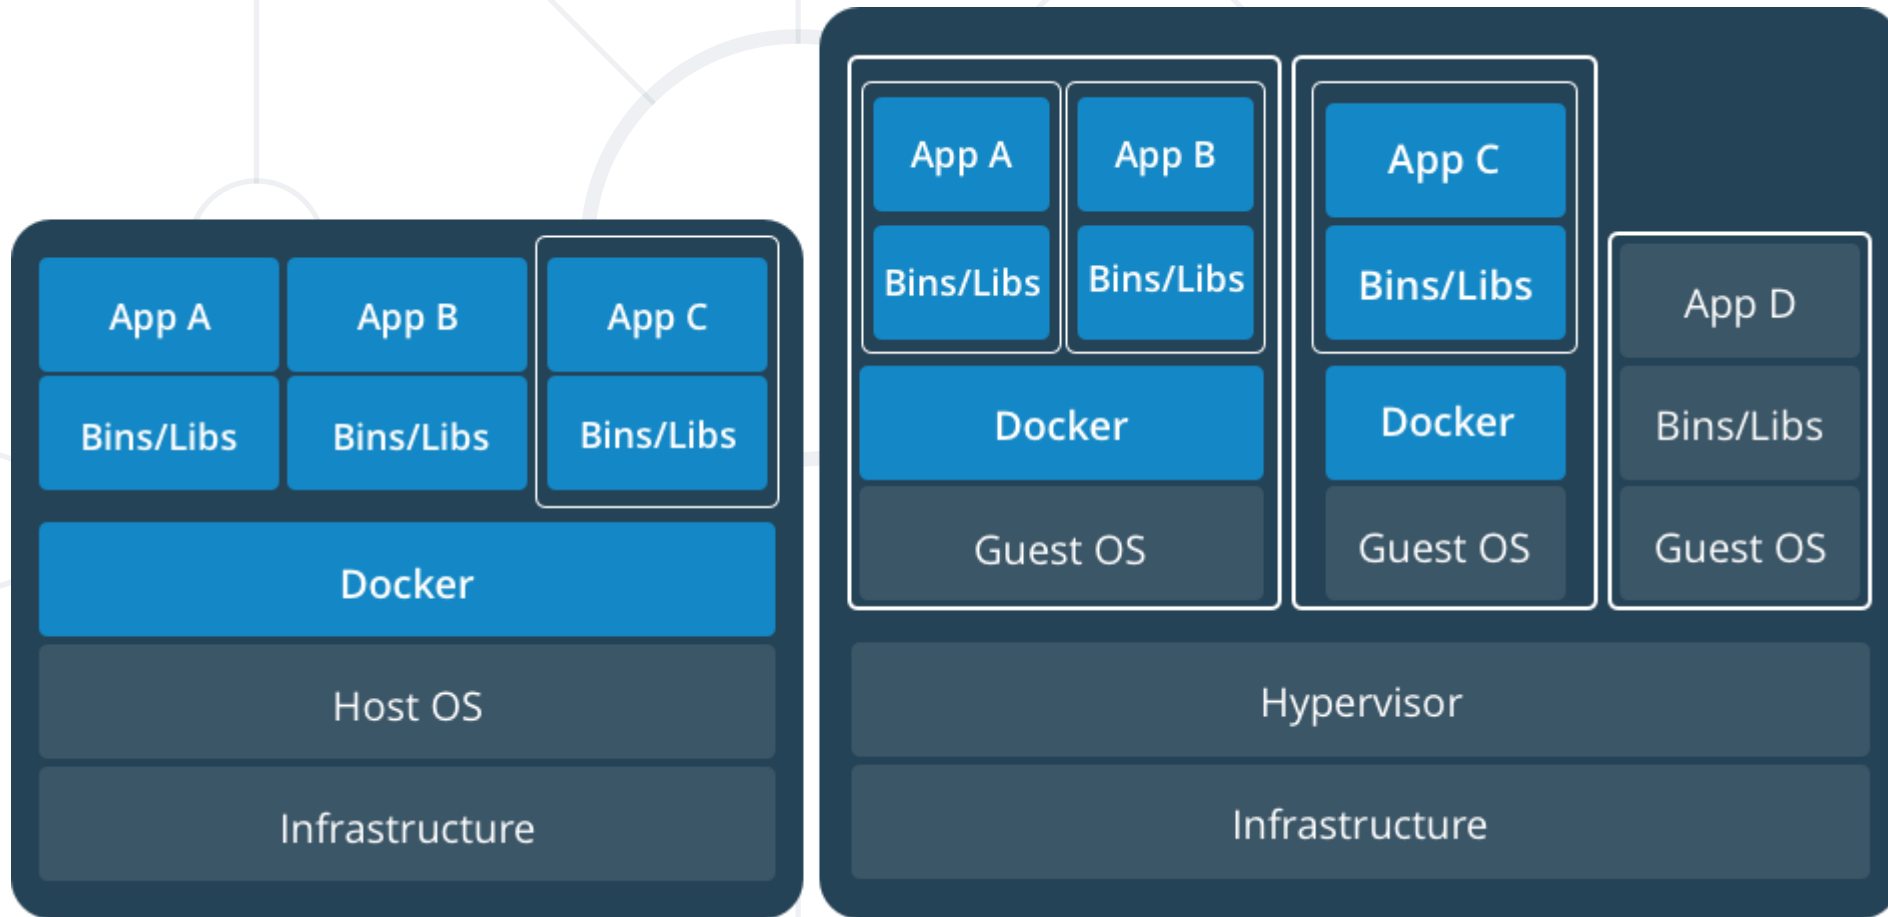 App A
App B
App C
Bins/Libs
Bins/Libs
Bins/Libs
Docker
Host OS
Infrastructure
App A
App B
App C
Bins/Libs
Bins/Libs
Bins/Libs
App D
Docker
Docker
Bins/Libs
Guest OS
Guest OS
Guest OS
Hypervisor
Infrastructure